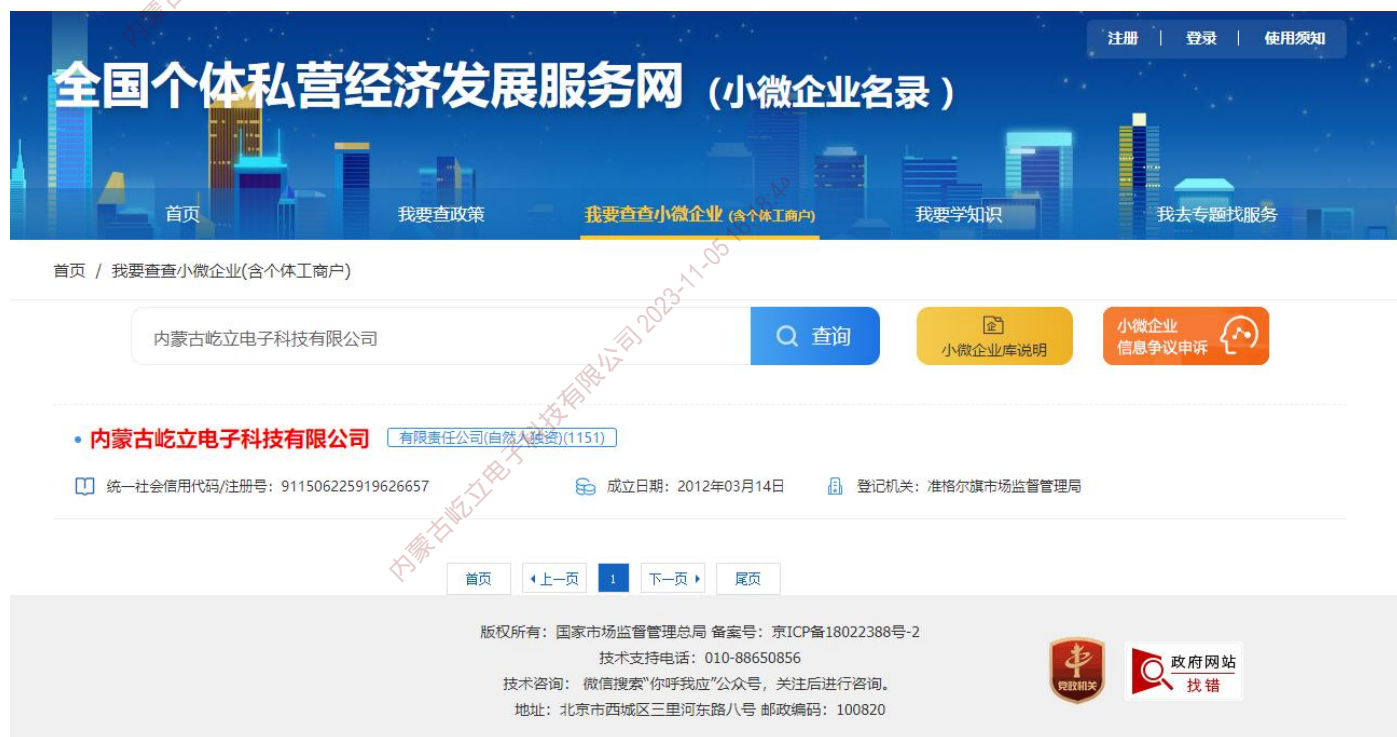 注册 | 登录 | 使用须知
全国个体私营经济发展服务网（小微企业名录）
首页 我要查政策 我要查查小微企业 (含个体工商户) 我要学知识 我去专题找服务
首页 / 我要查查小微企业(含个体工商户)
内蒙古屹立电子科技有限公司 查询
企
小微企业库说明
小微企业
信息争议申诉
内蒙古屹立电子科技有限公司 有限责任公司(自然人独资)(1151)
统一社会信用代码/注册号：911506225919626657 成立日期：2012年03月14日 登记机关：准格尔旗市场监督管理局
首页 上一页 1 下一页 尾页
版权所有：国家市场监督管理总局 备案号：京ICP备18022388号-2
技术支持电话：010-88650856
技术咨询： 微信搜索“你呼我应”公众号，关注后进行咨询。
地址：北京市西城区三里河东路八号 邮政编码：100820
党政机关
政府网站
找错
内蒙古屹立电子科技有限公司 2023-11-05